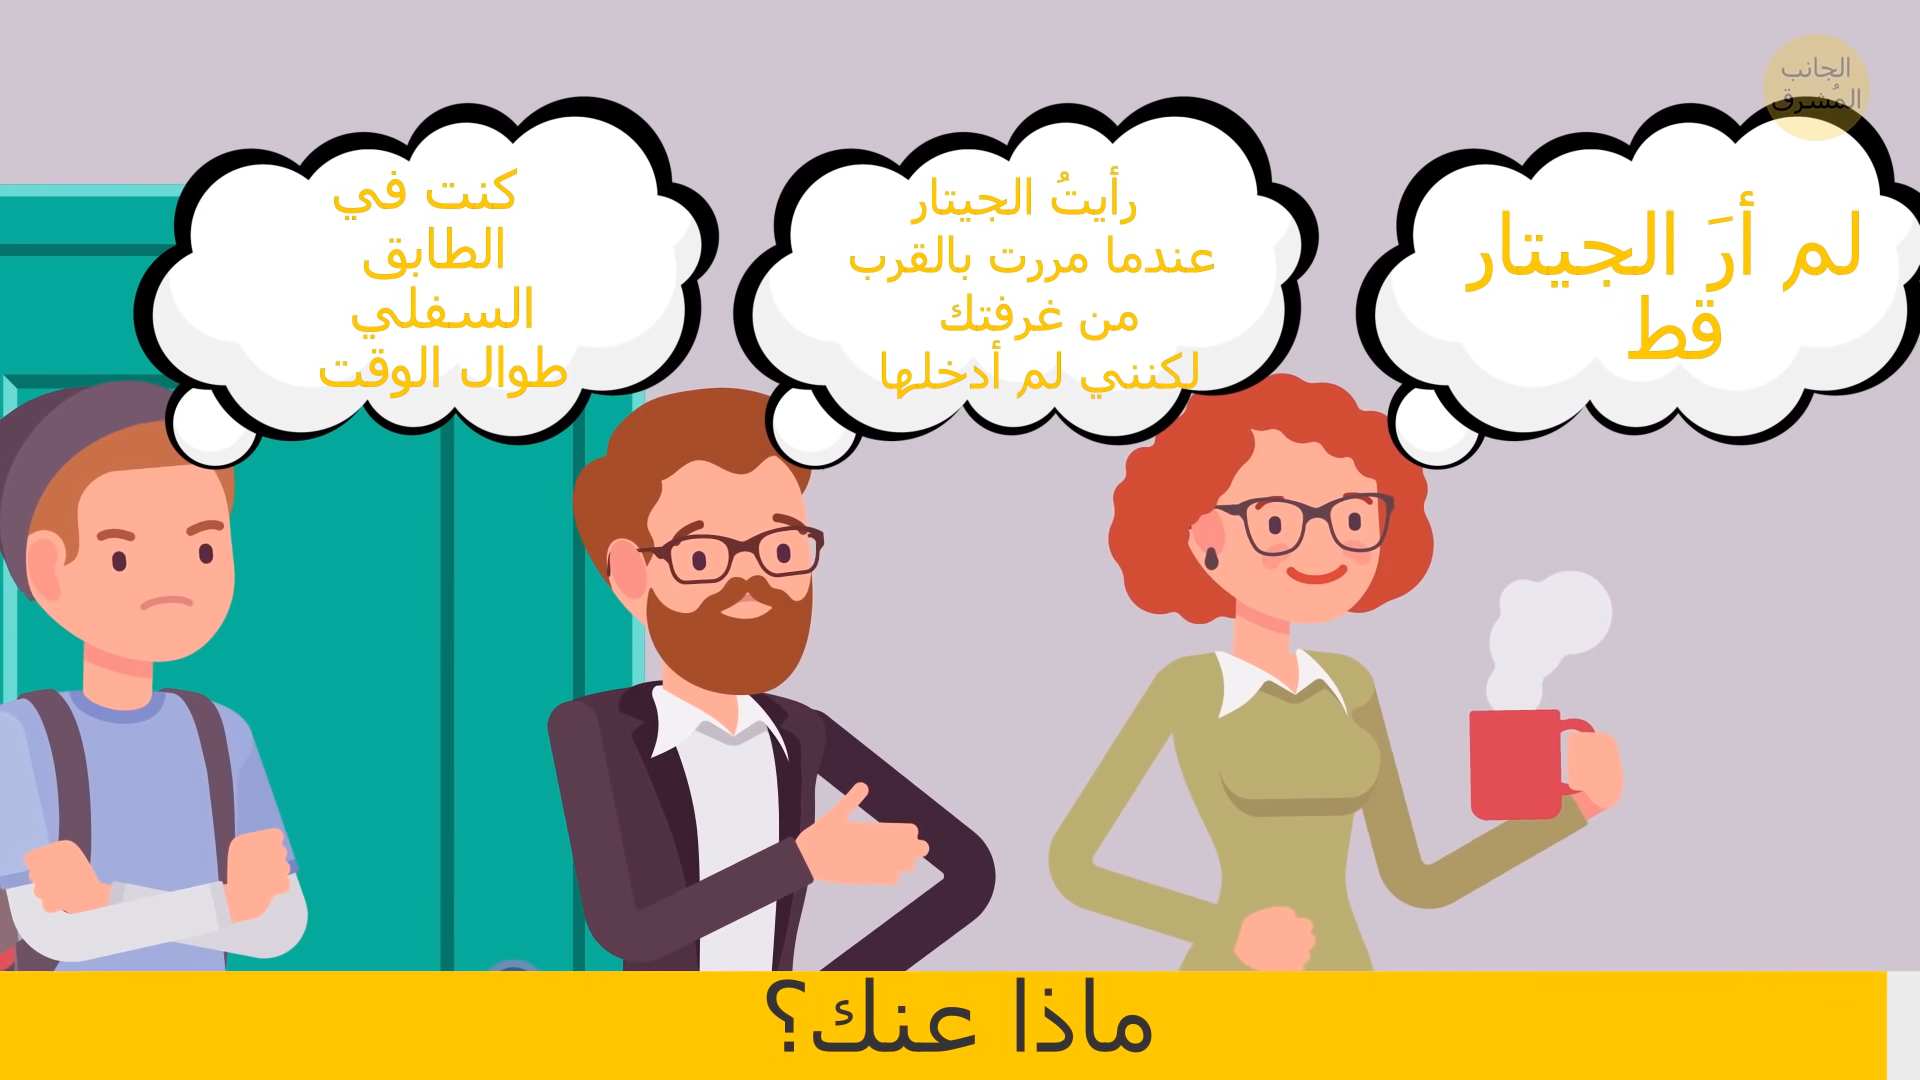 الجانب
المُشرق
لم أرَ الجيتار
قط
رأيتُ الجيتار
عندما مررت بالقرب
من غرفتك
لكنني لم أدخلها
كنت في
الطابق
السفلي
طوال الوقت
ماذا عنك؟